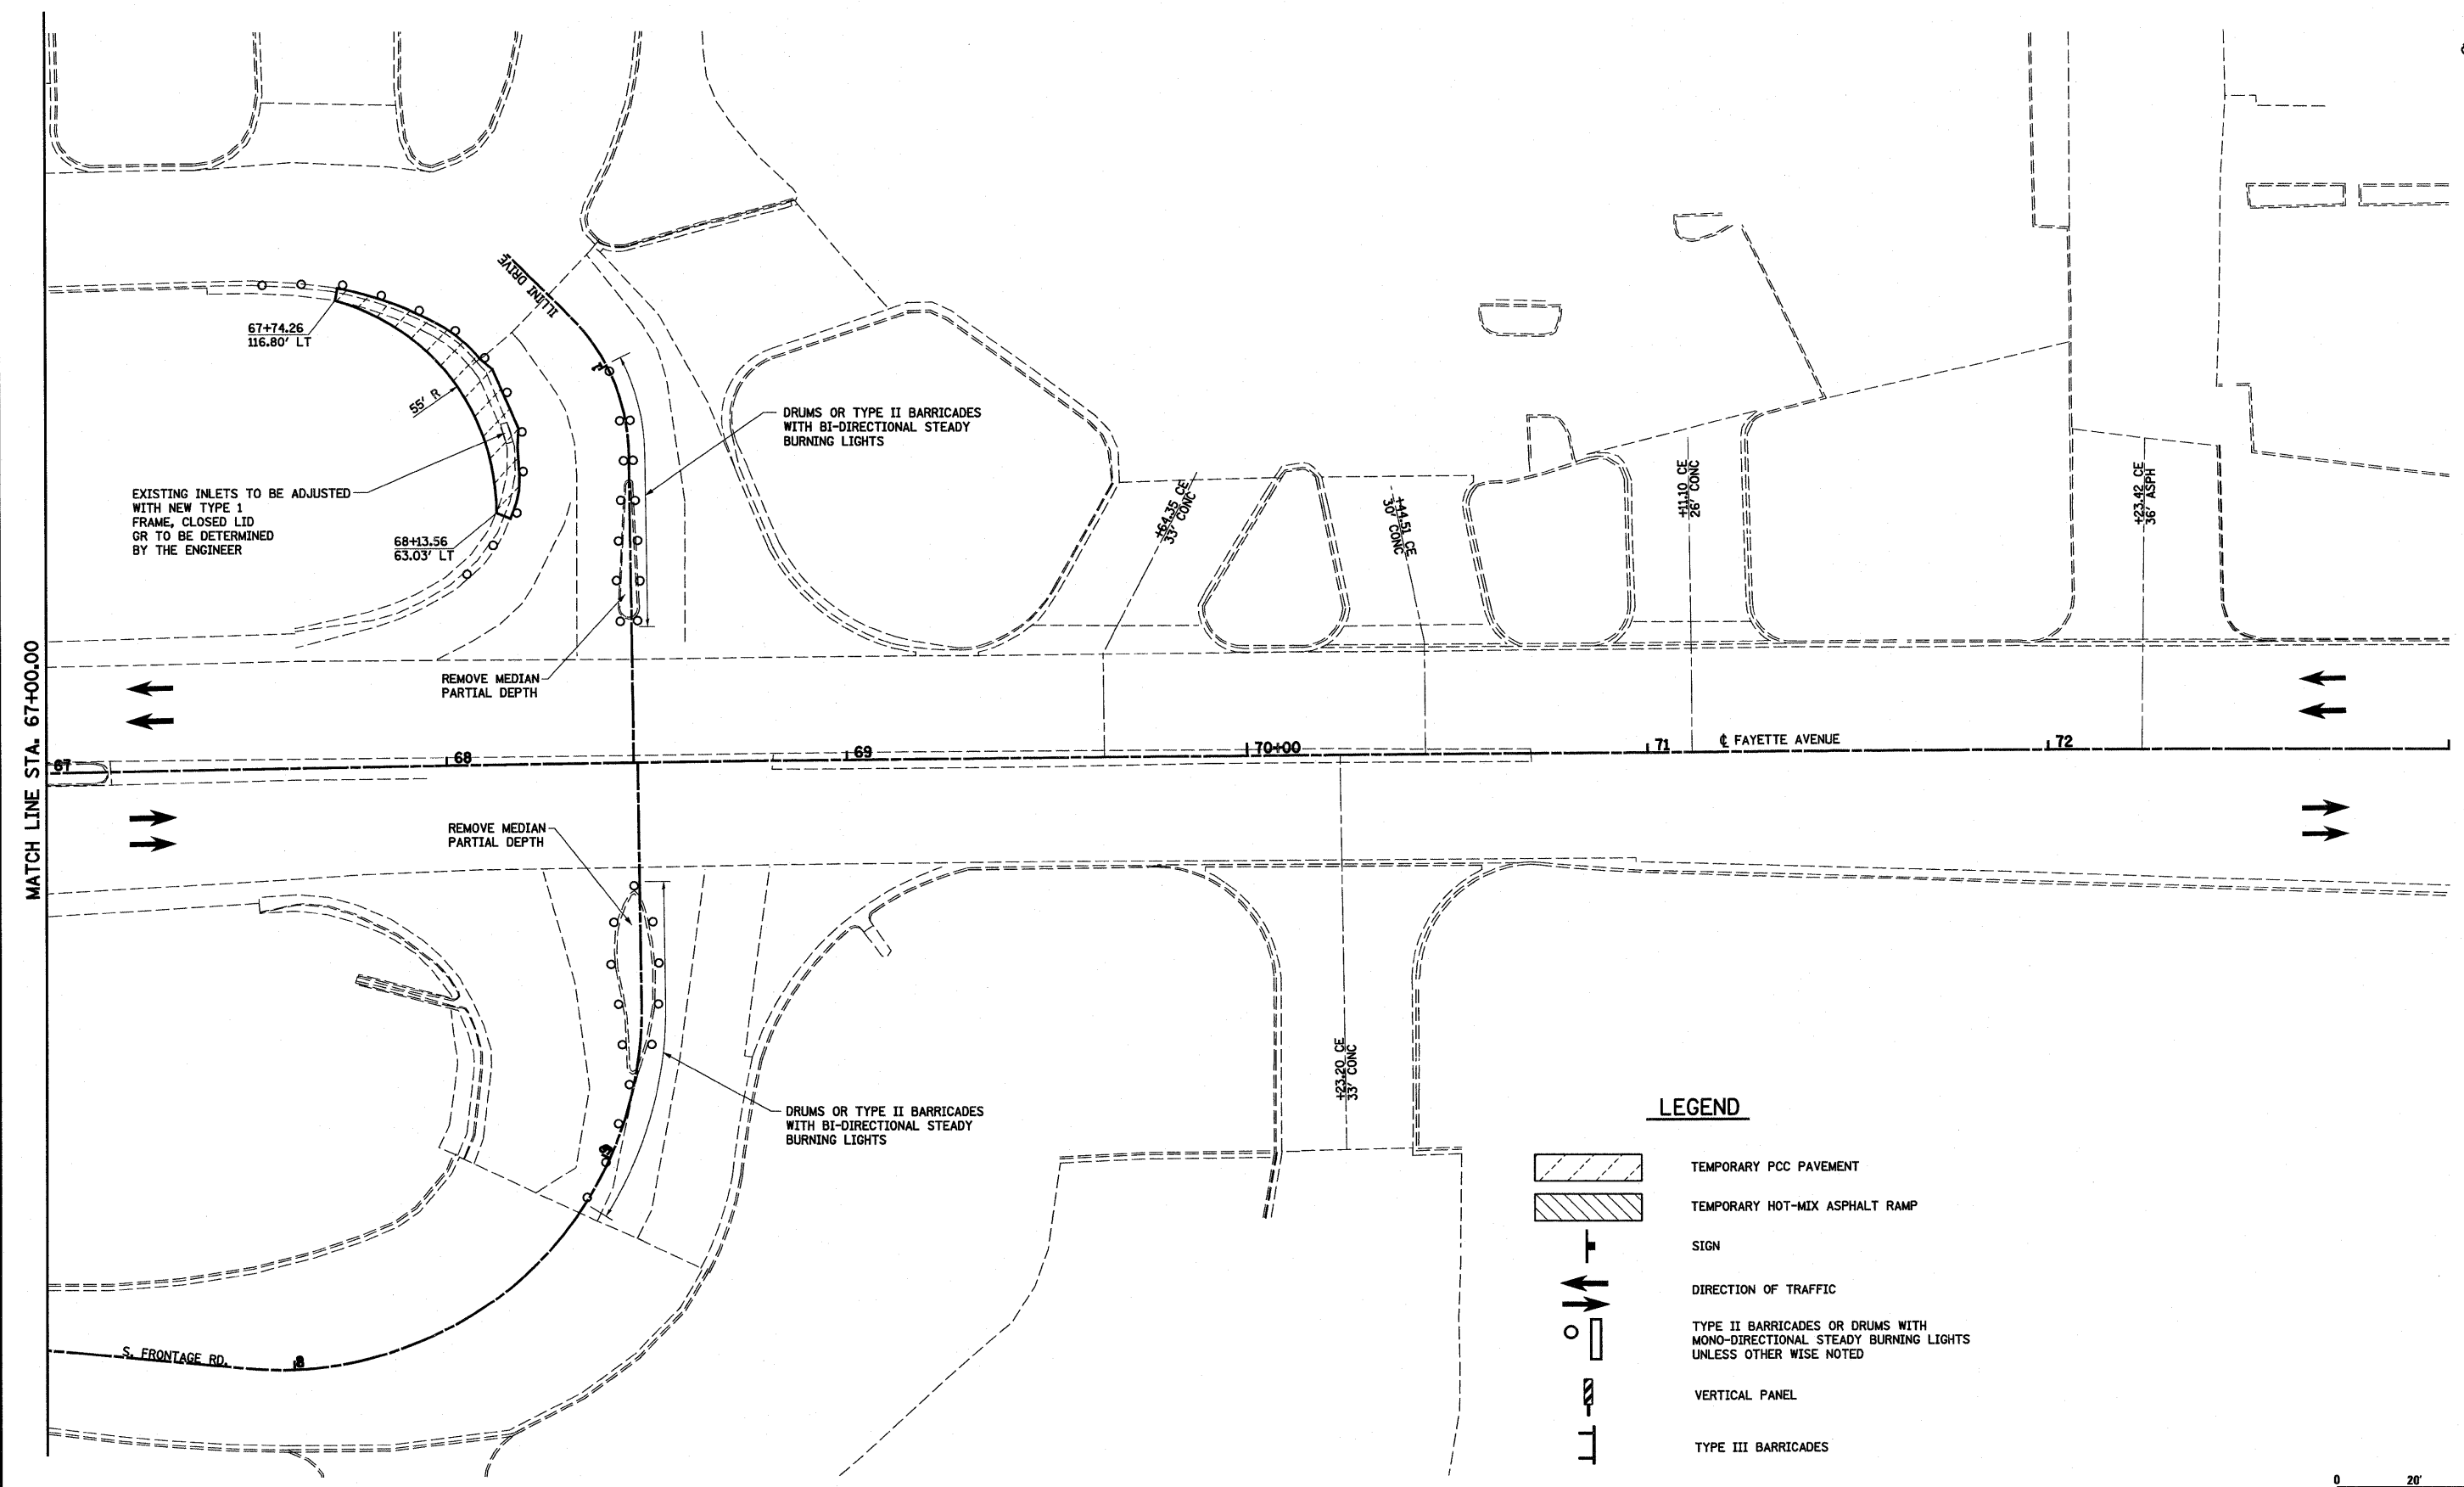 ILLINI DRIVE
67+74.26
116.80' LT
55' R
1
DRUMS OR TYPE II BARRICADES
WITH BI-DIRECTIONAL STEADY
BURNING LIGHTS
EXISTING INLETS TO BE ADJUSTED
WITH NEW TYPE 1
FRAME, CLOSED LID
GR TO BE DETERMINED
BY THE ENGINEER
68+13.56
63.03' LT
+64.35 CE
33' CONC
+44.51 CE
30' CONC
+11.10 CE
26' CONC
+23.42 CE
36' ASPH
REMOVE MEDIAN
PARTIAL DEPTH
MATCH LINE STA. 67+00.00
67
68
69
70+00
71
℄ FAYETTE AVENUE
72
REMOVE MEDIAN
PARTIAL DEPTH
+23.20 CE
33' CONC
DRUMS OR TYPE II BARRICADES
WITH BI-DIRECTIONAL STEADY
BURNING LIGHTS
9
S. FRONTAGE RD.
8
LEGEND
TEMPORARY PCC PAVEMENT
TEMPORARY HOT-MIX ASPHALT RAMP
SIGN
DIRECTION OF TRAFFIC
TYPE II BARRICADES OR DRUMS WITH
MONO-DIRECTIONAL STEADY BURNING LIGHTS
UNLESS OTHER WISE NOTED
VERTICAL PANEL
TYPE III BARRICADES
0 20'